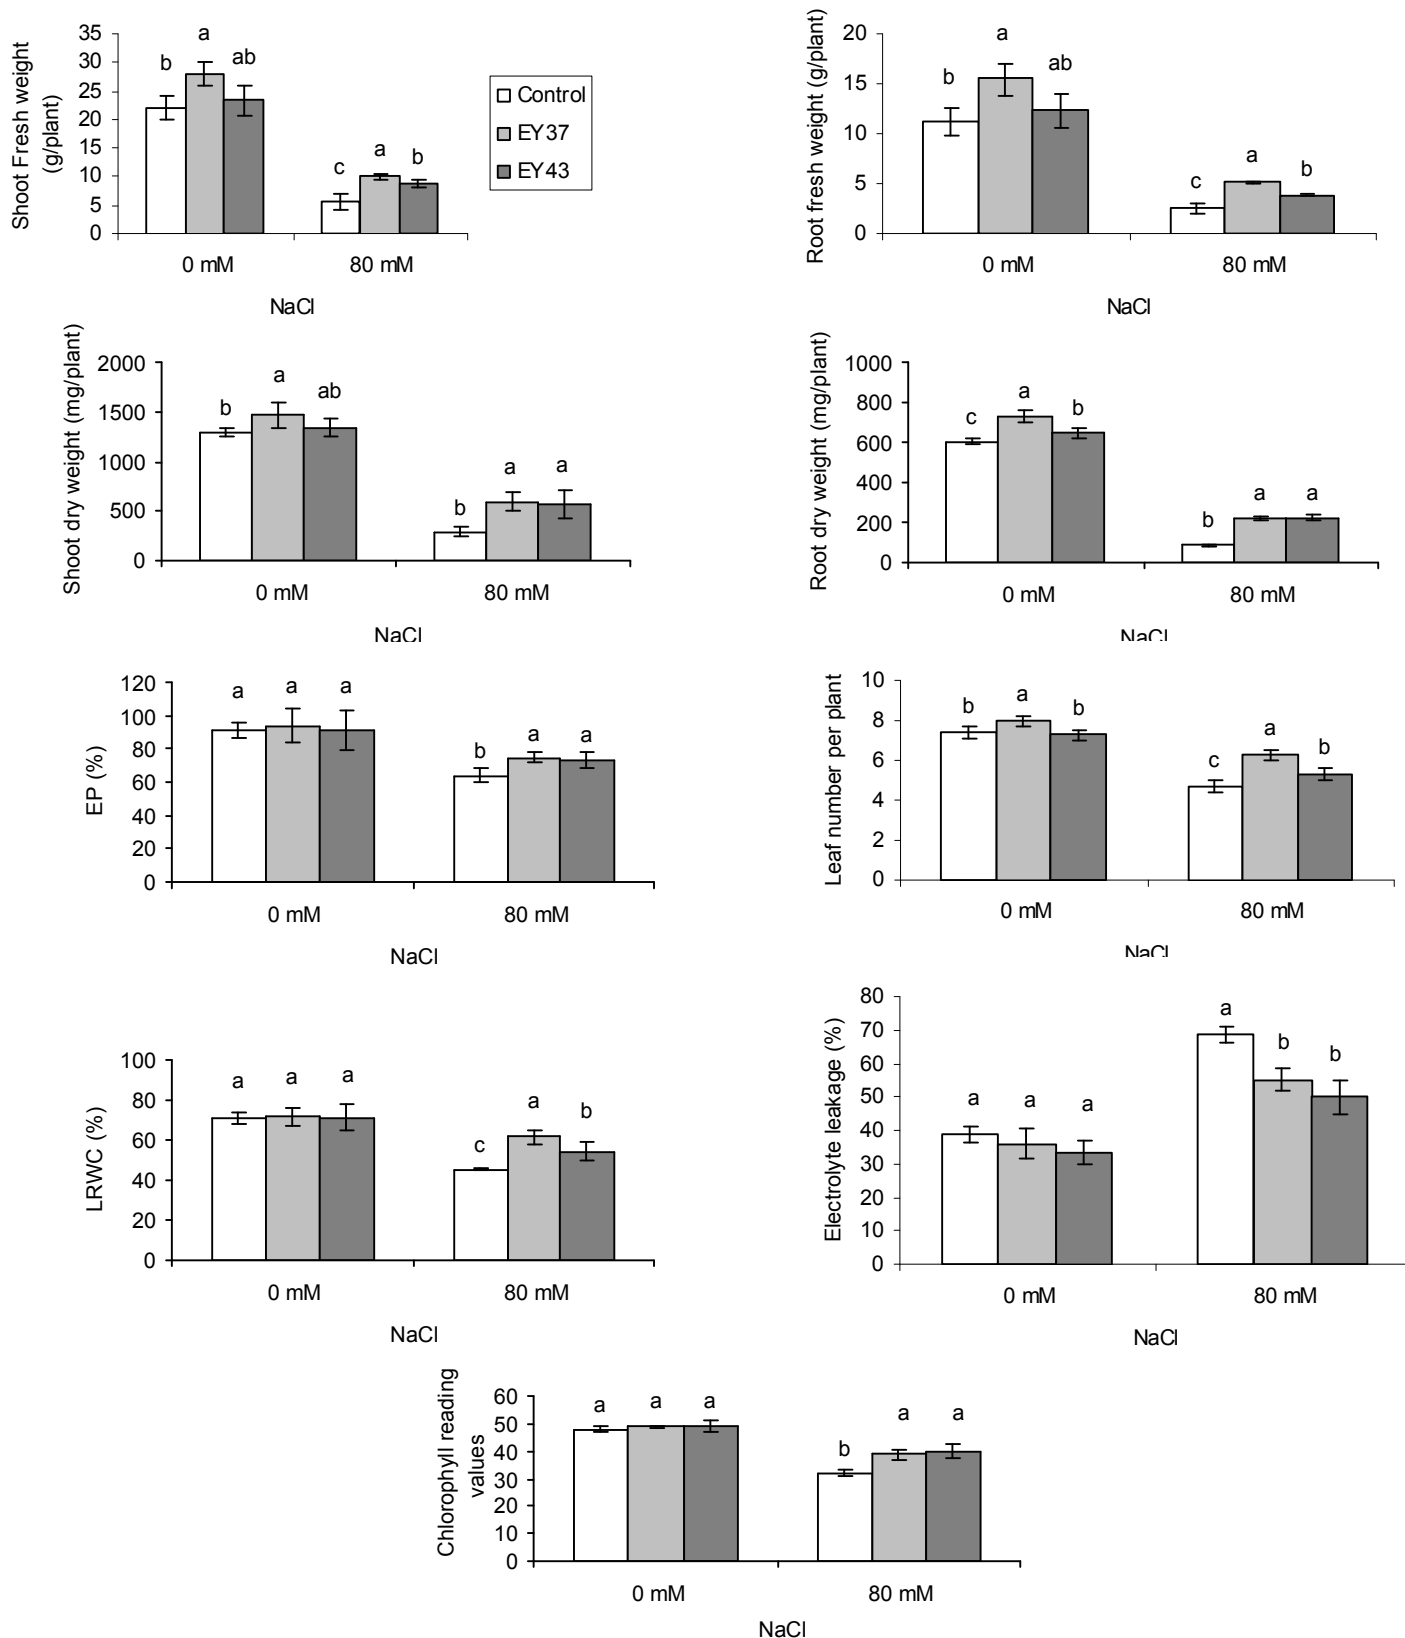 Shoot Fresh weight
(g/plant)
35
30
25
20
15
10
5
0
b
a
ab
c
a
b
0 mM
80 mM
NaCl
Control
EY37
EY43
Root fresh weight (g/plant)
20
15
10
5
0
b
a
ab
c
a
b
0 mM
80 mM
NaCl
Shoot dry weight (mg/plant)
2000
1500
1000
500
0
b
a
ab
b
a
a
0 mM
80 mM
NaCl
Root dry weight (mg/plant)
1000
800
600
400
200
0
c
a
b
b
a
a
0 mM
80 mM
NaCl
EP (%)
120
100
80
60
40
20
0
a
a
a
b
a
a
0 mM
80 mM
NaCl
Leaf number per plant
10
8
6
4
2
0
b
a
b
c
a
b
0 mM
80 mM
NaCl
LRWC (%)
100
80
60
40
20
0
a
a
a
c
a
b
0 mM
80 mM
NaCl
Electrolyte leakage (%)
80
70
60
50
40
30
20
10
0
a
a
a
a
b
b
0 mM
80 mM
NaCl
Chlorophyll reading
values
60
50
40
30
20
10
0
a
a
a
b
a
a
0 mM
80 mM
NaCl